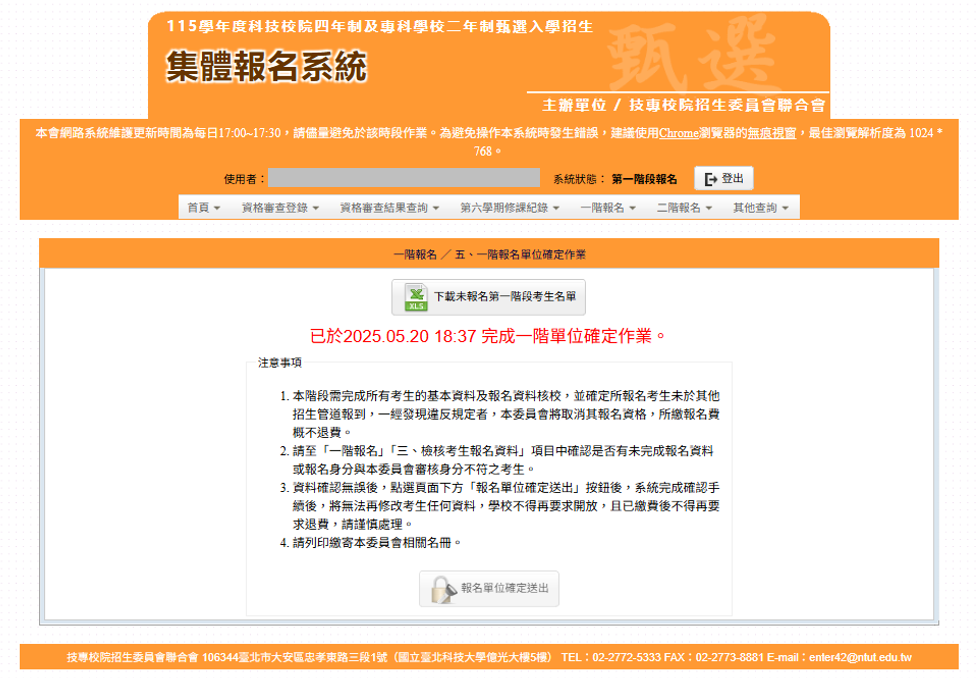 115學年度科技校院四年制及專科學校二年制甄選入學招生
甄選
集體報名系統
主辦單位 / 技專校院招生委員會聯合會
本會網路系統維護更新時間為每日17:00~17:30，請儘量避免於該時段作業。為避免操作本系統時發生錯誤，建議使用Chrome瀏覽器的無痕視窗，最佳瀏覽解析度為 1024 *
768。
使用者： 系統狀態： 第一階段報名 登出
首頁 資格審查登錄 資格審查結果查詢 第六學期修課紀錄 一階報名 二階報名 其他查詢
一階報名 ／ 五、一階報名單位確定作業
XLS 下載未報名第一階段考生名單
已於2025.05.20 18:37 完成一階單位確定作業。
注意事項
1. 本階段需完成所有考生的基本資料及報名資料核校，並確定所報名考生未於其他
招生管道報到，一經發現違反規定者，本委員會將取消其報名資格，所繳報名費
概不退費。
2. 請至「一階報名」「三、檢核考生報名資料」項目中確認是否有未完成報名資料
或報名身分與本委員會審核身分不符之考生。
3. 資料確認無誤後，點選頁面下方「報名單位確定送出」按鈕後，系統完成確認手
續後，將無法再修改考生任何資料，學校不得再要求開放，且已繳費後不得再要
求退費，請謹慎處理。
4. 請列印繳寄本委員會相關名冊。
報名單位確定送出
技專校院招生委員會聯合會 106344臺北市大安區忠孝東路三段1號（國立臺北科技大學億光大樓5樓） TEL：02-2772-5333 FAX：02-2773-8881 E-mail：enter42@ntut.edu.tw